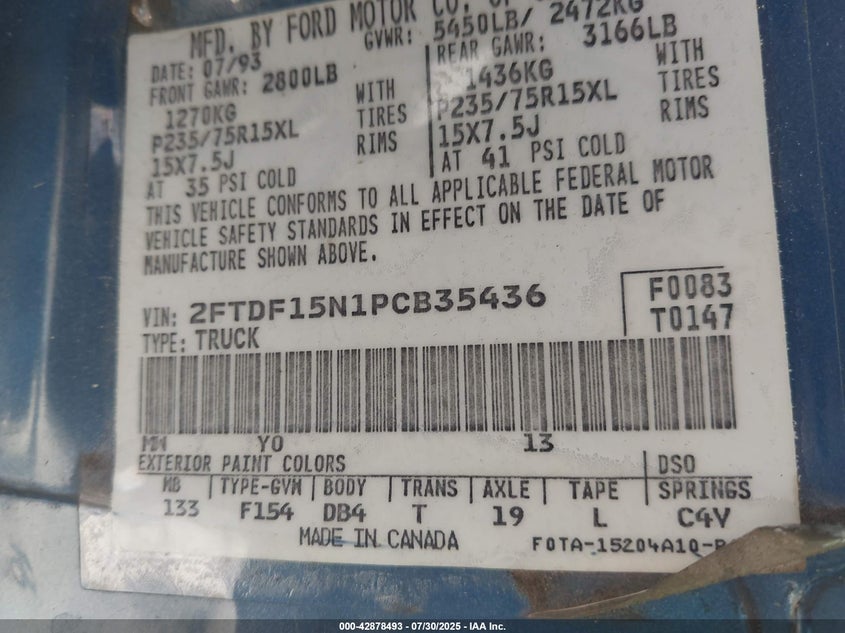 MFD. BY FORD MOTOR CO.
DATE: 07/93 GVWR: 5450LB/ 2472KG
FRONT GAWR: 2800LB REAR GAWR: 3166LB
1270KG WITH 1436KG WITH
P235/75R15XL TIRES P235/75R15XL TIRES
15X7.5J RIMS 15X7.5J RIMS
AT 35 PSI COLD AT 41 PSI COLD
THIS VEHICLE CONFORMS TO ALL APPLICABLE FEDERAL MOTOR
VEHICLE SAFETY STANDARDS IN EFFECT ON THE DATE OF
MANUFACTURE SHOWN ABOVE.
VIN: 2FTDF15N1PCB35436 F0083
TYPE: TRUCK T0147
YO 13
EXTERIOR PAINT COLORS DSO
WB TYPE-GVM BODY TRANS AXLE TAPE SPRINGS
133 F154 DB4 T 19 L C4V
MADE IN CANADA F0TA-15204A10-
000-42878493 - 07/30/2025 - IAA Inc.